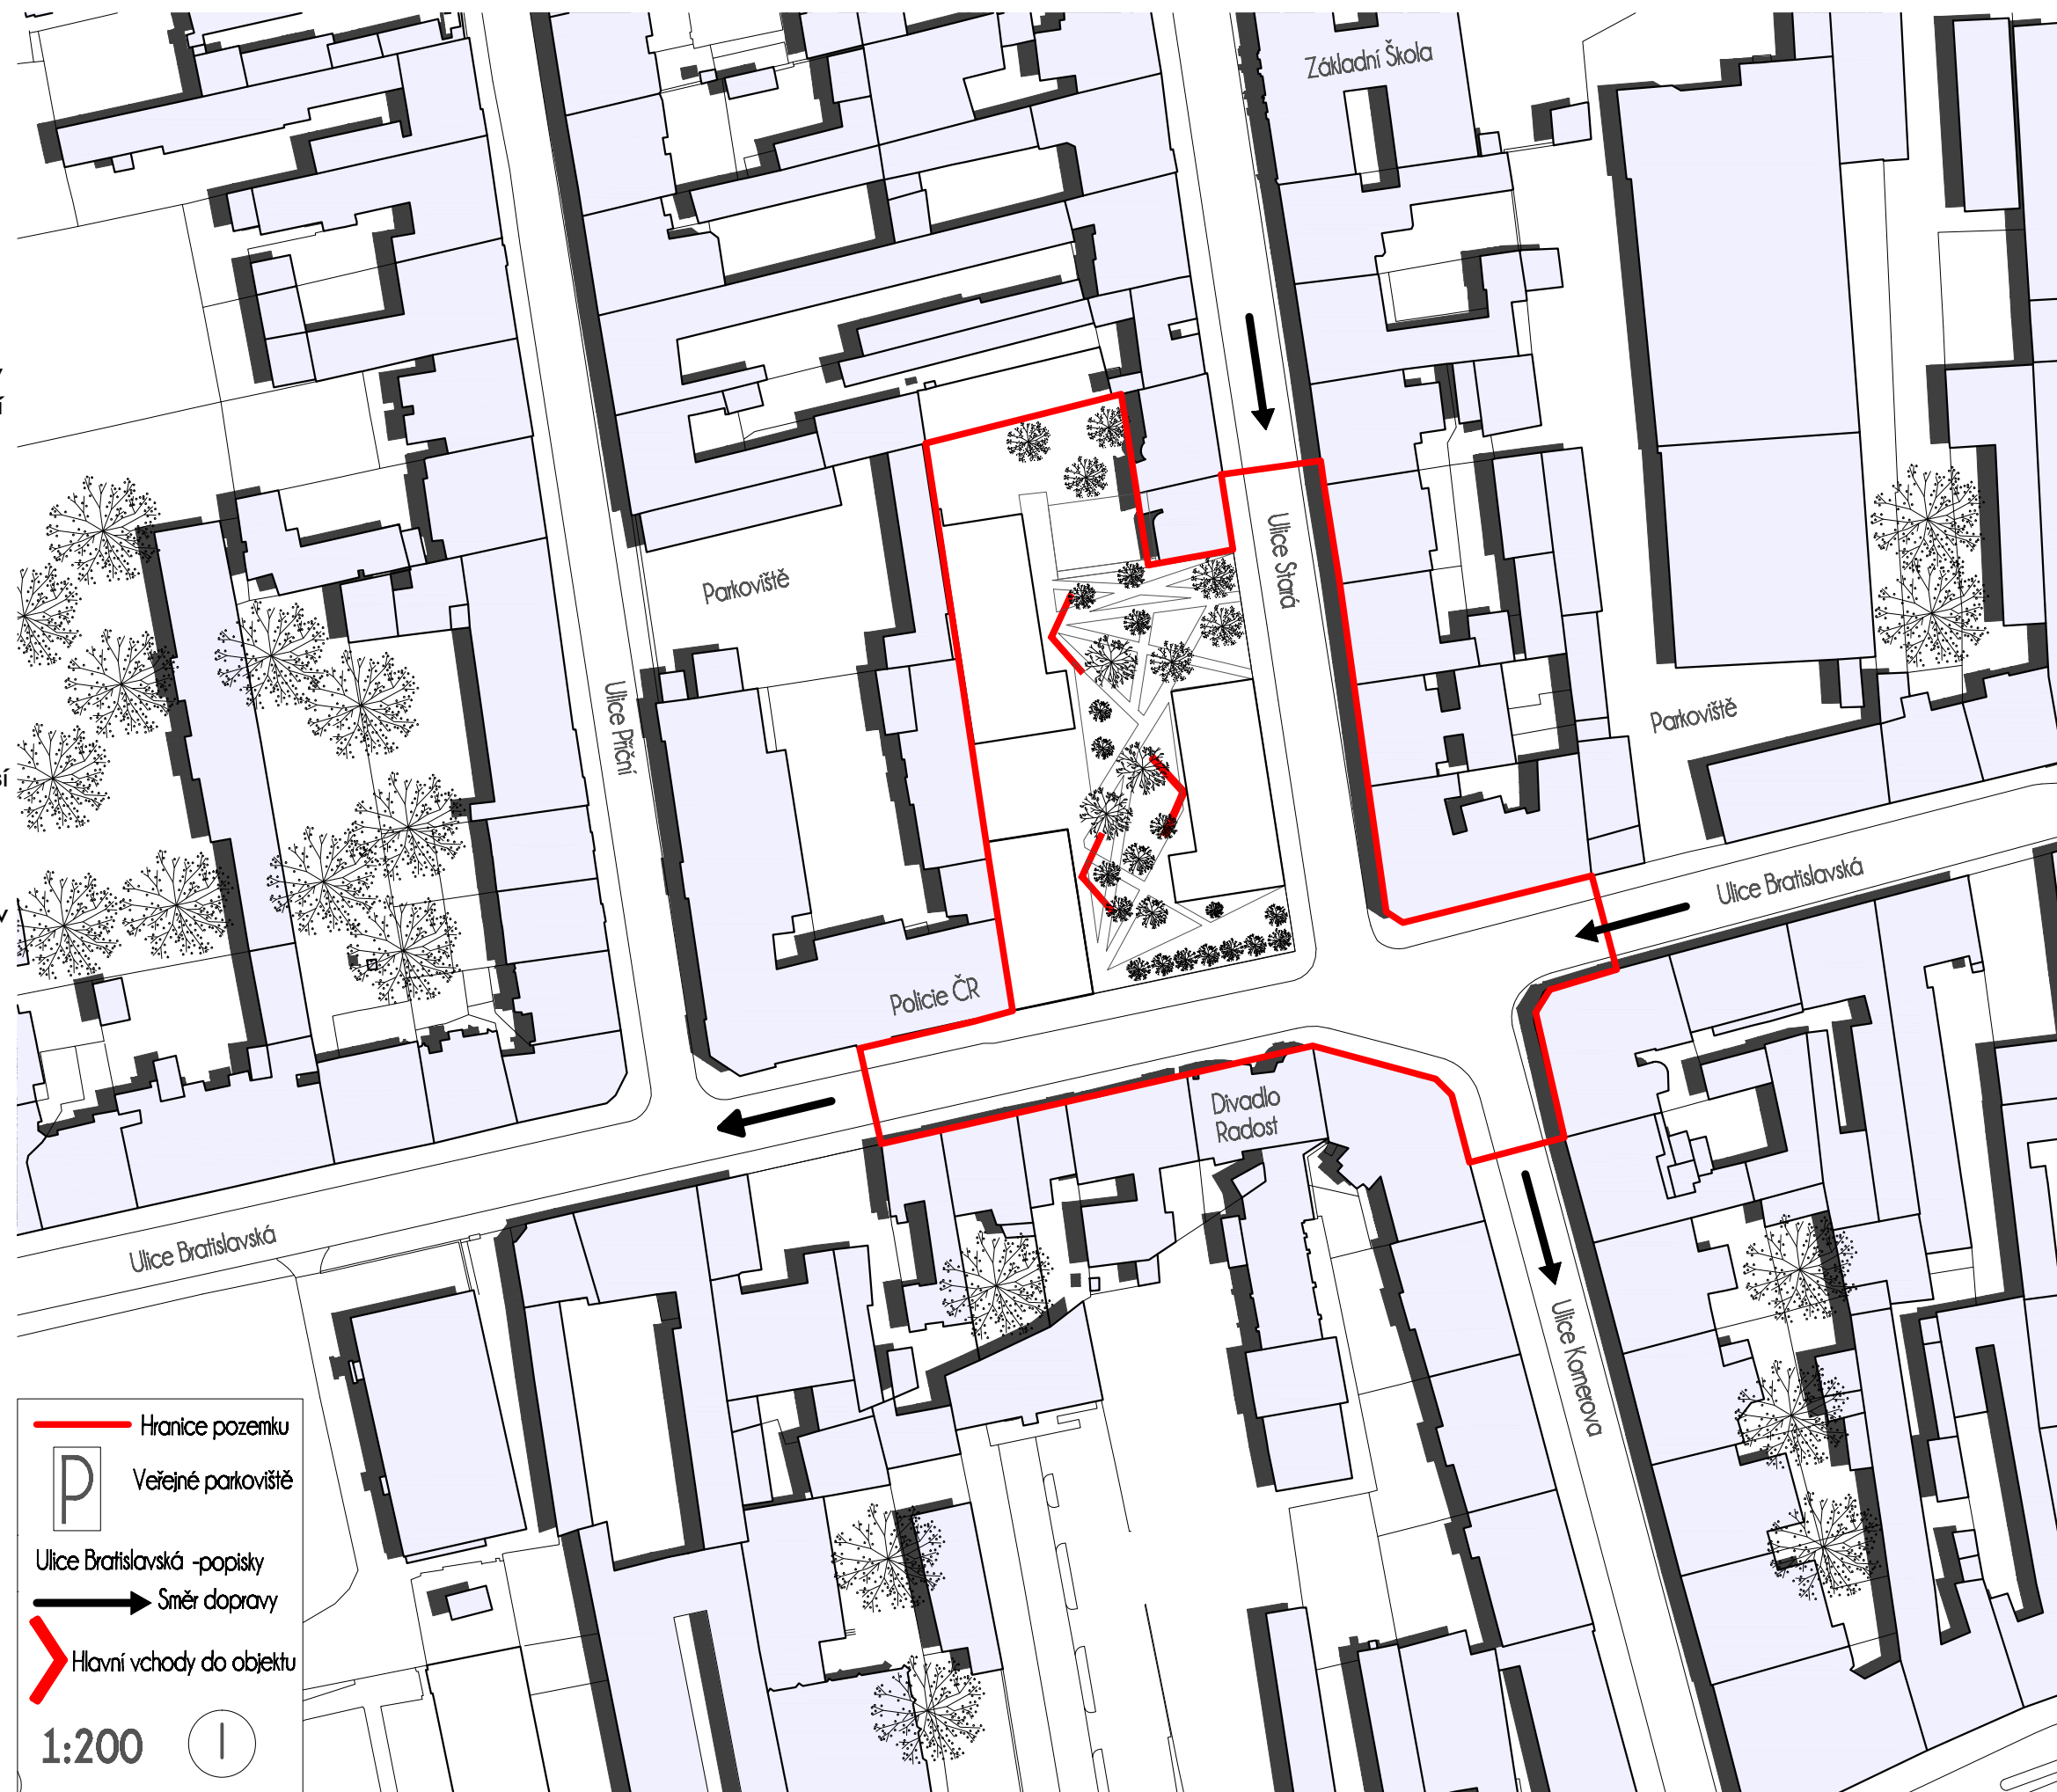 Základní Škola
Ulice Stará
Parkoviště
Ulice Příční
Parkoviště
Ulice Bratislavská
Policie ČR
Divadlo
Radost
Ulice Bratislavská
Ulice Kornerova
Hranice pozemku
P
Veřejné parkoviště
Ulice Bratislavská -popisky
Směr dopravy
Hlavní vchody do objektu
1:200